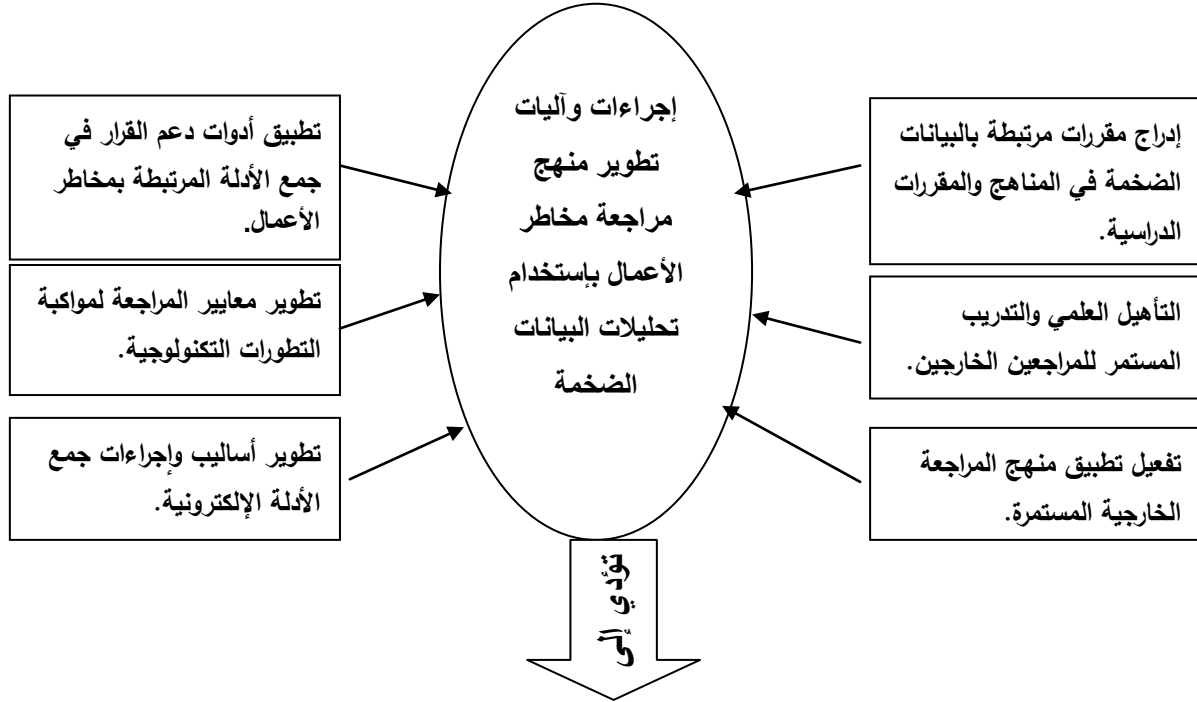 إجراءات وآليات
تطوير منهج
مراجعة مخاطر
الأعمال بإستخدام
تحليلات البيانات
الضخمة
إدراج مقررات مرتبطة بالبيانات
الضخمة في المناهج والمقررات
الدراسية.
التأهيل العلمي والتدريب
المستمر للمراجعين الخارجين.
تفعيل تطبيق منهج المراجعة
الخارجية المستمرة.
تطبيق أدوات دعم القرار في
جمع الأدلة المرتبطة بمخاطر
الأعمال.
تطوير معايير المراجعة لمواكبة
التطورات التكنولوجية.
تطوير أساليب وإجراءات جمع
الأدلة الإلكترونية.
تؤدي إلى